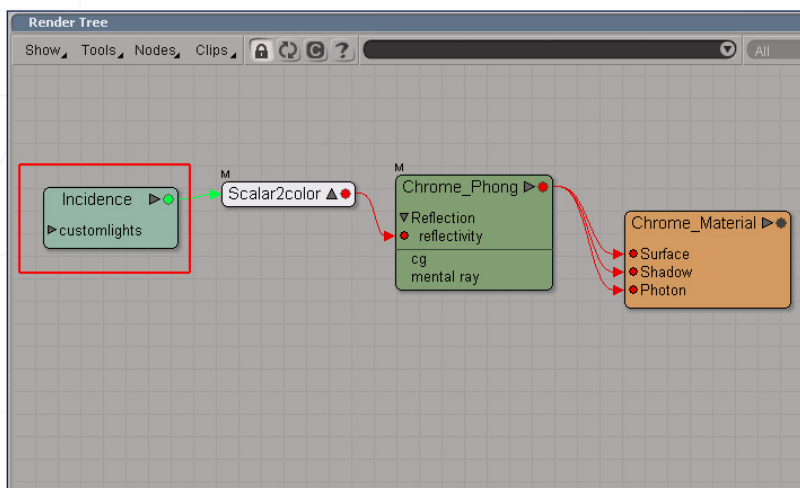 Render Tree
Show Tools Nodes Clips C ? All
M
M
Incidence
customlights
Scalar2color
Chrome_Phong
Reflection
reflectivity
cg
mental ray
Chrome_Material
Surface
Shadow
Photon